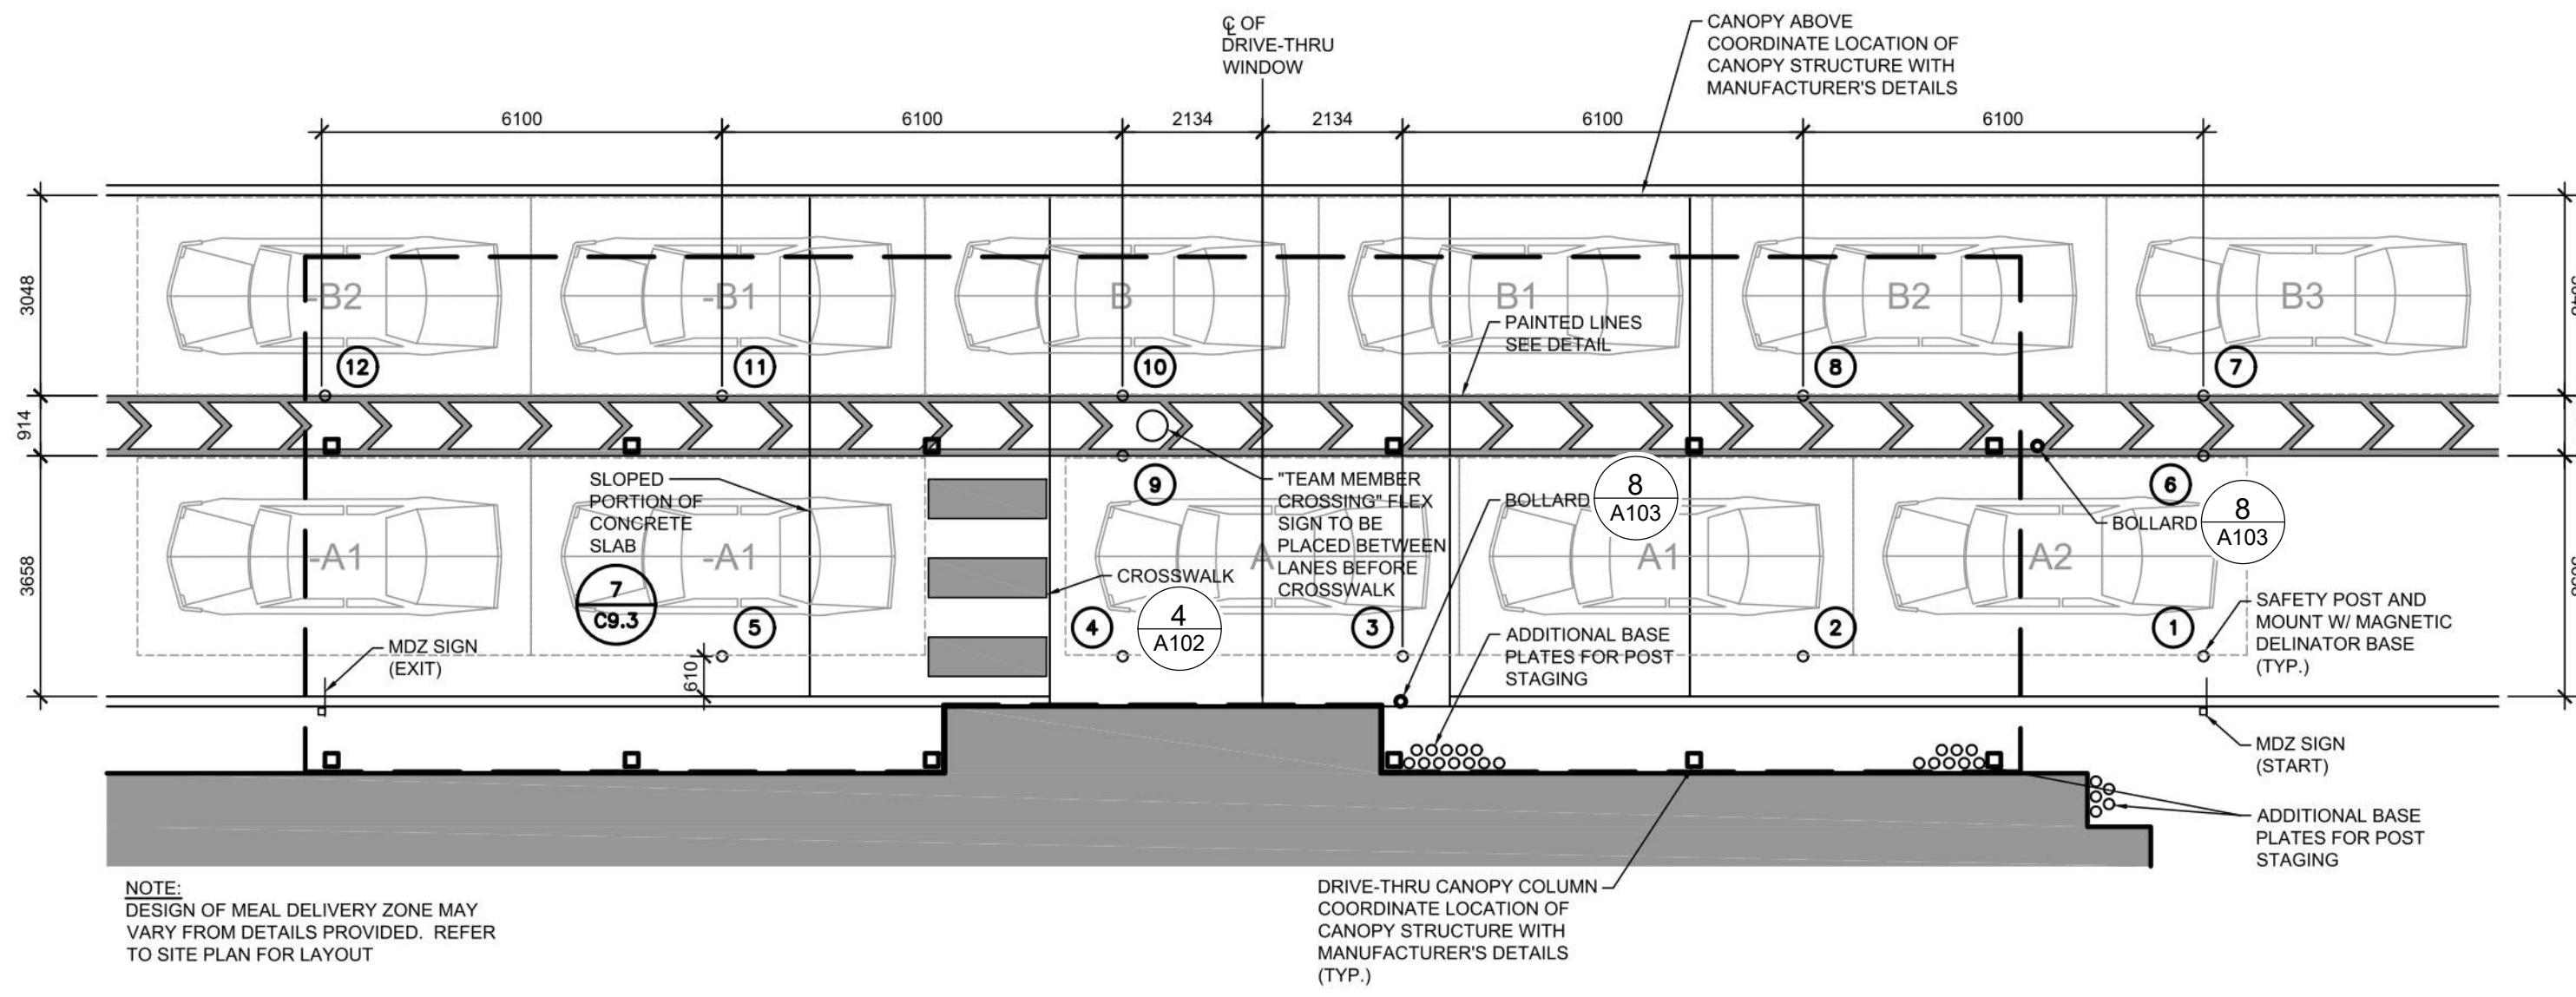 ℄ OF
DRIVE-THRU
WINDOW
CANOPY ABOVE
COORDINATE LOCATION OF
CANOPY STRUCTURE WITH
MANUFACTURER'S DETAILS
6100
6100
2134
2134
6100
6100
3048
-B2
-B1
B
B1
B2
B3
PAINTED LINES
SEE DETAIL
12
11
10
8
7
914
3658
SLOPED
PORTION OF
CONCRETE
SLAB
9
"TEAM MEMBER
CROSSING" FLEX
SIGN TO BE
PLACED BETWEEN
LANES BEFORE
CROSSWALK
BOLLARD
8
A103
6
BOLLARD
8
A103
-A1
-A1
A
A1
A2
7
C9.3
CROSSWALK
5
4
4
A102
3
2
1
MDZ SIGN
(EXIT)
610
ADDITIONAL BASE
PLATES FOR POST
STAGING
SAFETY POST AND
MOUNT W/ MAGNETIC
DELINATOR BASE
(TYP.)
MDZ SIGN
(START)
ADDITIONAL BASE
PLATES FOR POST
STAGING
NOTE:
DESIGN OF MEAL DELIVERY ZONE MAY
VARY FROM DETAILS PROVIDED. REFER
TO SITE PLAN FOR LAYOUT
DRIVE-THRU CANOPY COLUMN
COORDINATE LOCATION OF
CANOPY STRUCTURE WITH
MANUFACTURER'S DETAILS
(TYP.)